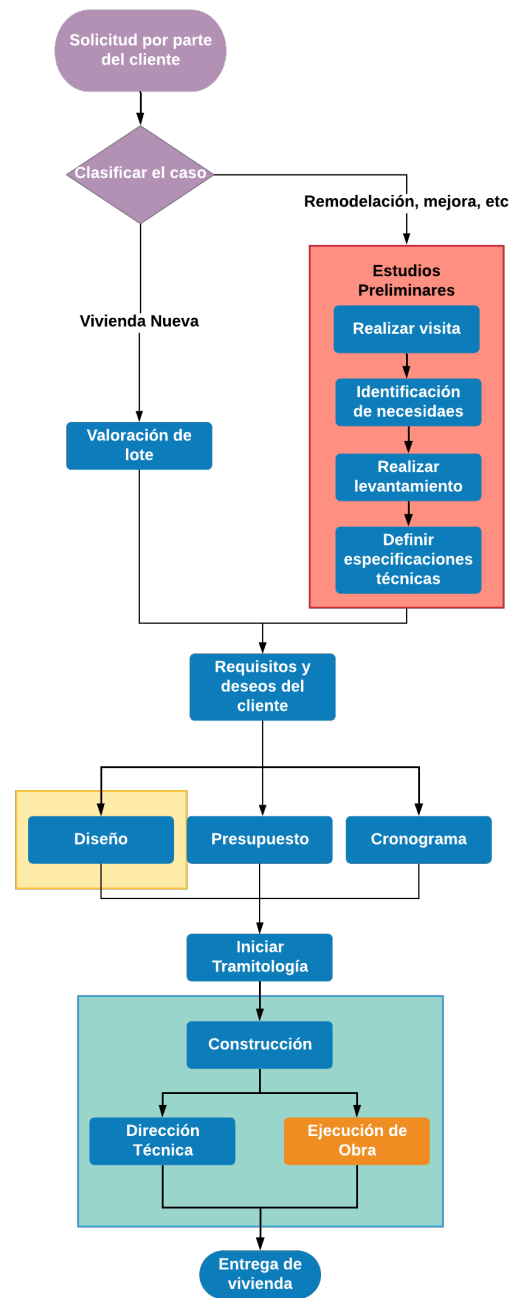 Solicitud por parte
del cliente
Clasificar el caso
Remodelación, mejora, etc
Estudios
Preliminares
Realizar visita
Vivienda Nueva
Identificación
de necesidaes
Valoración de
lote
Realizar
levantamiento
Definir
especificaciones
técnicas
Requisitos y
deseos del
cliente
Diseño
Presupuesto
Cronograma
Iniciar
Tramitología
Construcción
Dirección
Técnica
Ejecución de
Obra
Entrega de
vivienda